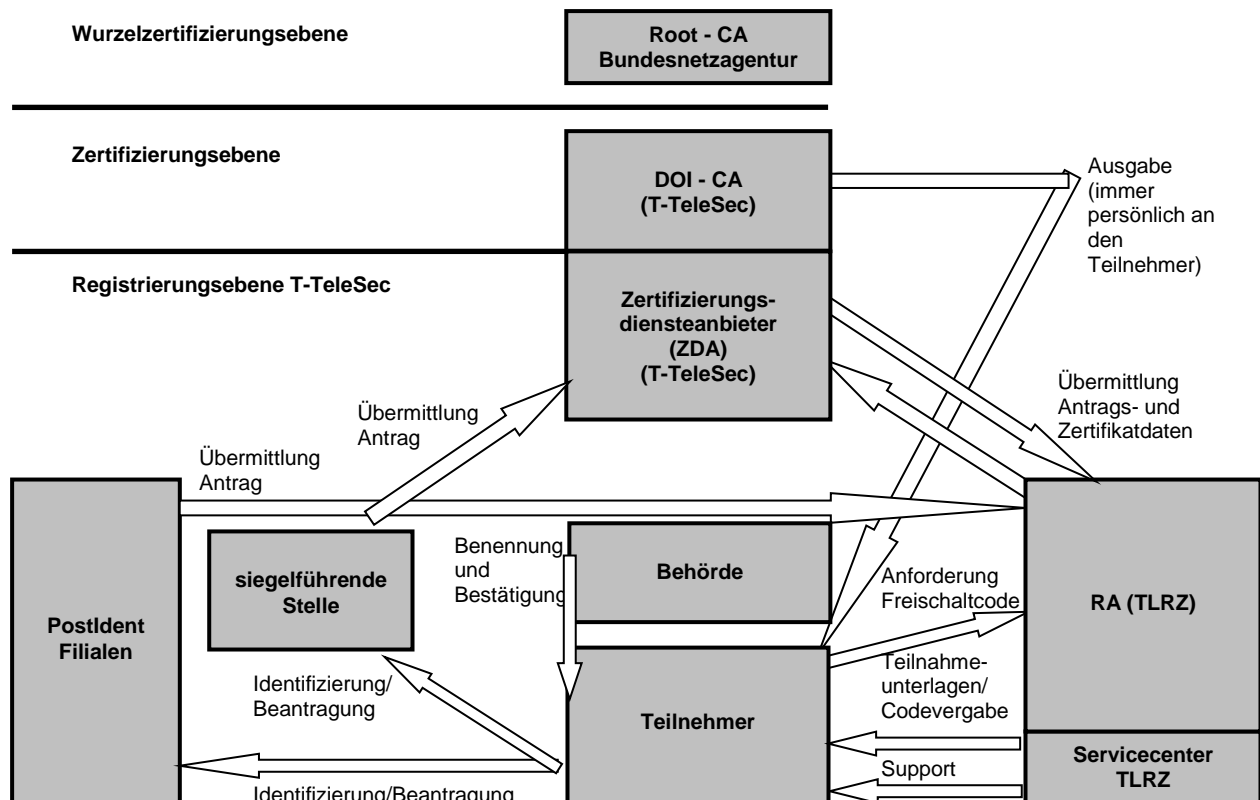 Wurzelzertifizierungsebene
Root - CA
Bundesnetzagentur
Zertifizierungsebene
DOI - CA
(T-TeleSec)
Ausgabe
(immer
persönlich an
den
Teilnehmer)
Registrierungsebene T-TeleSec
Zertifizierungs-
diensteanbieter
(ZDA)
(T-TeleSec)
Übermittlung
Antrags- und
Zertifikatdaten
Übermittlung
Antrag
Übermittlung
Antrag
PostIdent
Filialen
siegelführende
Stelle
Benennung
und
Bestätigung
Behörde
Anforderung
Freischaltcode
RA (TLRZ)
Identifizierung/
Beantragung
Teilnehmer
Teilnahme-
unterlagen/
Codevergabe
Support
Servicecenter
TLRZ
Identifizierung/Beantragung